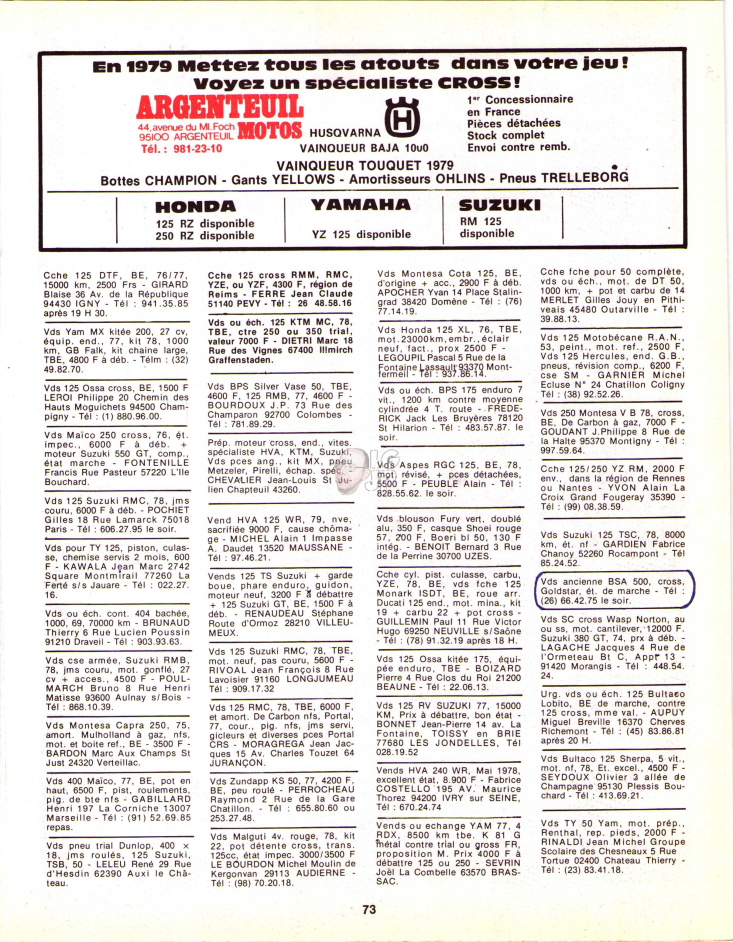 En 1979 Mettez tous les atouts dans votre jeu!
Voyez un spécialiste CROSS!
ARGENTEUIL
44, avenue du Ml. Foch
95100 ARGENTEUIL
MOTOS
Tél. : 981-23-10
HUSQVARNA
VAINQUEUR BAJA 10u0
1er Concessionnaire
en France
Pièces détachées
Stock complet
Envoi contre remb.
VAINQUEUR TOUQUET 1979
Bottes CHAMPION - Gants YELLOWS - Amortisseurs OHLINS - Pneus TRELLEBORG
HONDA
125 RZ disponible
250 RZ disponible
YAMAHA
YZ 125 disponible
SUZUKI
RM 125
disponible
Cche 125 DTF, BE, 76/77,
15000 km, 2500 Frs - GIRARD
Blaise 36 Av. de la République
94430 IGNY - Tél : 941.35.85
après 19 H 30.
Vds Yam MX kitée 200, 27 cv,
équip. end., 77, kit 78, 1000
km, GB Falk, kit chaine large,
TBE, 4800 F à déb. - Télm : (32)
49.82.70.
Vds 125 Ossa cross, BE, 1500 F
LEROI Philippe 20 Chemin des
Hauts Moguichets 94500 Cham-
pigny - Tél : (1) 880.96.00.
Vds Maïco 250 cross, 76, ét.
impec., 6000 F à déb. +
moteur Suzuki 550 GT, comp.,
état marche - FONTENILLE
Francis Rue Pasteur 57220 L'Ile
Bouchard.
Vds 125 Suzuki RMC, 78, jms
couru, 6000 F à déb. - POCHIET
Gilles 18 Rue Lamarck 75018
Paris - Tél : 606.27.95 le soir.
Vds pour TY 125, piston, culas-
se, chemise servis 2 mois, 600
F - KAWALA Jean Marc 2742
Square Montmirail 77260 La
Ferté s/s Jauare - Tél : 022.27.
16.
Vds ou éch. cont. 404 bachée,
1000, 69, 70000 km - BRUNAUD
Thierry 6 Rue Lucien Poussin
91210 Draveil - Tél : 903.93.63.
Vds cse armée, Suzuki RMB,
78, jms couru, mot. gonflé, 27
cv + acces., 4500 F - POUL-
MARCH Bruno 8 Rue Henri
Matisse 93600 Aulnay s/Bois -
Tél : 868.10.39.
Vds Montesa Capra 250, 75,
amort. Mulholland à gaz, nfs,
mot. et boite ref., BE - 3500 F -
BARDON Marc Aux Champs St
Just 24320 Verteillac.
Vds 400 Maïco, 77, BE, pot en
haut, 6500 F, pist, roulements,
pig. de bte nfs - GABILLARD
Henri 197 La Corniche 13007
Marseille - Tél : (91) 52.69.85
repas.
Vds pneu trial Dunlop, 400 ×
18, jms roulés, 125 Suzuki,
TSB, 50 - LELEU René 29 Rue
d'Hesdin 62390 Auxi le Châ-
teau.
Cche 125 cross RMM, RMC,
YZE, ou YZF, 4300 F, région de
Reims - FERRE Jean Claude
51140 PEVY - Tél : 26 48.58.16
Vds ou éch. 125 KTM MC, 78,
TBE, ctre 250 ou 350 trial,
valeur 7000 F - DIETRI Marc 18
Rue des Vignes 67400 Illmirch
Graffenstaden.
Vds BPS Silver Vase 50, TBE,
4600 F, 125 RMB, 77, 4600 F -
BOURDOUX J.P. 73 Rue des
Champaron 92700 Colombes -
Tél : 781.89.29.
Prép. moteur cross, end., vites.
spécialiste HVA, KTM, Suzuki,
Vds pces ang., kit MX, pneu
Metzeler, Pirelli, échap. spéc. -
CHEVALIER Jean-Louis St Ju-
lien Chapteuil 43260.
Vend HVA 125 WR, 79, nve,
sacrifiée 9000 F, cause chôma-
ge - MICHEL Alain 1 Impasse
A. Daudet 13520 MAUSSANE -
Tél : 97.46.21.
Vends 125 TS Suzuki + garde
boue, phare enduro, guidon,
moteur neuf, 3200 F à débattre
+ 125 Suzuki GT, BE, 1500 F à
déb. - RENAUDEAU Stéphane
Route d'Ormoz 28210 VILLEU-
MEUX.
Vds 125 Suzuki RMC, 78, TBE,
mot. neuf, pas couru, 5600 F -
RIVOAL Jean François 8 Rue
Lavoisier 91160 LONGJUMEAU
Tél : 909.17.32
Vds 125 RMC, 78, TBE, 6000 F,
et amort. De Carbon nfs, Portal,
77, cour., pig. nfs, jms servi,
gicleurs et diverses pces Portal
CRS - MORAGREGA Jean Jac-
ques 15 Av. Charles Touzet 64
JURANÇON.
Vds Zundapp KS 50, 77, 4200 F,
BE, peu roulé - PERROCHEAU
Raymond 2 Rue de la Gare
Chatillon. - Tél : 655.80.60 ou
253.27.48.
Vds Malguti 4v. rouge, 78, kit
22, pot détente cross, trans.
125cc, état impec. 3000/3500 F
LE BOURDON Michel Moulin de
Kergonvan 29113 AUDIERNE -
Tél : (98) 70.20.18.
Vds Montesa Cota 125, BE,
d'origine + acc., 2900 F à déb.
APOCHER Yvan 14 Place Stalin-
grad 38420 Domène - Tél : (76)
77.14.19.
Vds Honda 125 XL, 76, TBE,
mot.23000km, embr., éclair
neuf, fact., prox 2500 F -
LEGOUPIL Pascal 5 Rue de la
Fontaine Lassault 93370 Mont-
fermeil - Tél : 937.86.14.
Vds ou éch. BPS 175 enduro 7
vit., 1200 km contre moyenne
cylindrée 4 T. route - FREDE-
RICK Jack Les Bruyères 78120
St Hilarion - Tél : 483.57.87. le
soir.
Vds Aspes RGC 125, BE, 78,
mot. révisé, + pces détachées,
5500 F - PEUBLE Alain - Tél :
828.55.62. le soir.
Vds blouson Fury vert, doublé
alu, 350 F, casque Shoei rouge
57, 200 F, Boeri bl 50, 130 F
intég. - BENOIT Bernard 3 Rue
de la Perrine 30700 UZES.
Cche cyl. pist. culasse, carbu,
YZE, 78, BE, vds fche 125
Monark ISDT, BE, roue arr.
Ducati 125 end., mot. mina., kit
19 + carbu 22 + pot cross -
GUILLEMIN Paul 11 Rue Victor
Hugo 69250 NEUVILLE s/Saône
- Tél : (78) 91.32.19 après 18 H.
Vds 125 Ossa kitée 175, équi-
pée enduro, TBE - BOIZARD
Pierre 4 Rue Clos du Roi 21200
BEAUNE - Tél : 22.06.13.
Vds 125 RV SUZUKI 77, 15000
KM, Prix à débattre, bon état -
BONNET Jean-Pierre 14 av. La
Fontaine, TOISSY en BRIE
77680 LES JONDELLES, Tél
028.19.52
Vends HVA 240 WR, Mai 1978,
excellent état, 8.900 F - Fabrice
COSTELLO 195 AV. Maurice
Thorez 94200 IVRY sur SEINE,
Tél : 670.24.74
Vends ou echange YAM 77, 4
RDX, 8500 km tbe. K 81 G
métal contre trial ou gross FR,
proposition M. Prix 4000 F à
débattre 125 ou 250 - SEVRIN
Joël La Combelle 63570 BRAS-
SAC.
Cche fche pour 50 complète,
vds ou éch., mot. de DT 50,
1000 km, + pot et carbu de 14
MERLET Gilles Jouy en Pithi-
veais 45480 Outarville - Tél :
39.88.13.
Vds 125 Motobécane R.A.N.,
53, peint., mot. ref., 2500 F,
Vds 125 Hercules, end. G.B.,
pneus, révision comp., 6200 F,
cse SM - GARNIER Michel
Ecluse N° 24 Chatillon Coligny
Tél : (38) 92.52.26.
Vds 250 Montesa V B 78, cross,
BE, De Carbon à gaz, 7000 F -
GOUDANT J.Philippe 8 Rue de
la Halte 95370 Montigny - Tél :
997.59.64.
Cche 125/250 YZ RM, 2000 F
env., dans la région de Rennes
ou Nantes - YVON Alain La
Croix Grand Fougeray 35390 -
Tél : (99) 08.38.59.
Vds Suzuki 125 TSC, 78, 8000
km, ét. nf - GARDIEN Fabrice
Chanoy 52260 Rocampont - Tél
85.24.52.
Vds ancienne BSA 500, cross,
Goldstar, ét. de marche - Tél :
(26) 66.42.75 le soir.
Vds SC cross Wasp Norton, au
ou ss, mot. cantilever, 12000 F.
Suzuki 380 GT, 74, prx à déb. -
LAGACHE Jacques 4 Rue de
l'Ormeteau Bt C, Appt 13 -
91420 Morangis - Tél : 448.54.
24.
Urg. vds ou éch. 125 Bultaco
Lobito, BE de marche, contre
125 cross, mme val. - AUPUY
Miguel Breville 16370 Cherves
Richemont - Tél : (45) 83.86.81
après 20 H.
Vds Bultaco 125 Sherpa, 5 vit.,
mot. nf, 78, Et. excel., 4500 F -
SEYDOUX Olivier 3 allée de
Champagne 95130 Plessis Bou-
chard - Tél : 413.69.21.
Vds TY 50 Yam, mot. prép.,
Renthal, rep. pieds, 2000 F -
RINALDI Jean Michel Groupe
Scolaire des Chesneaux 5 Rue
Tortue 02400 Chateau Thierry -
Tél : (23) 83.41.18.
73